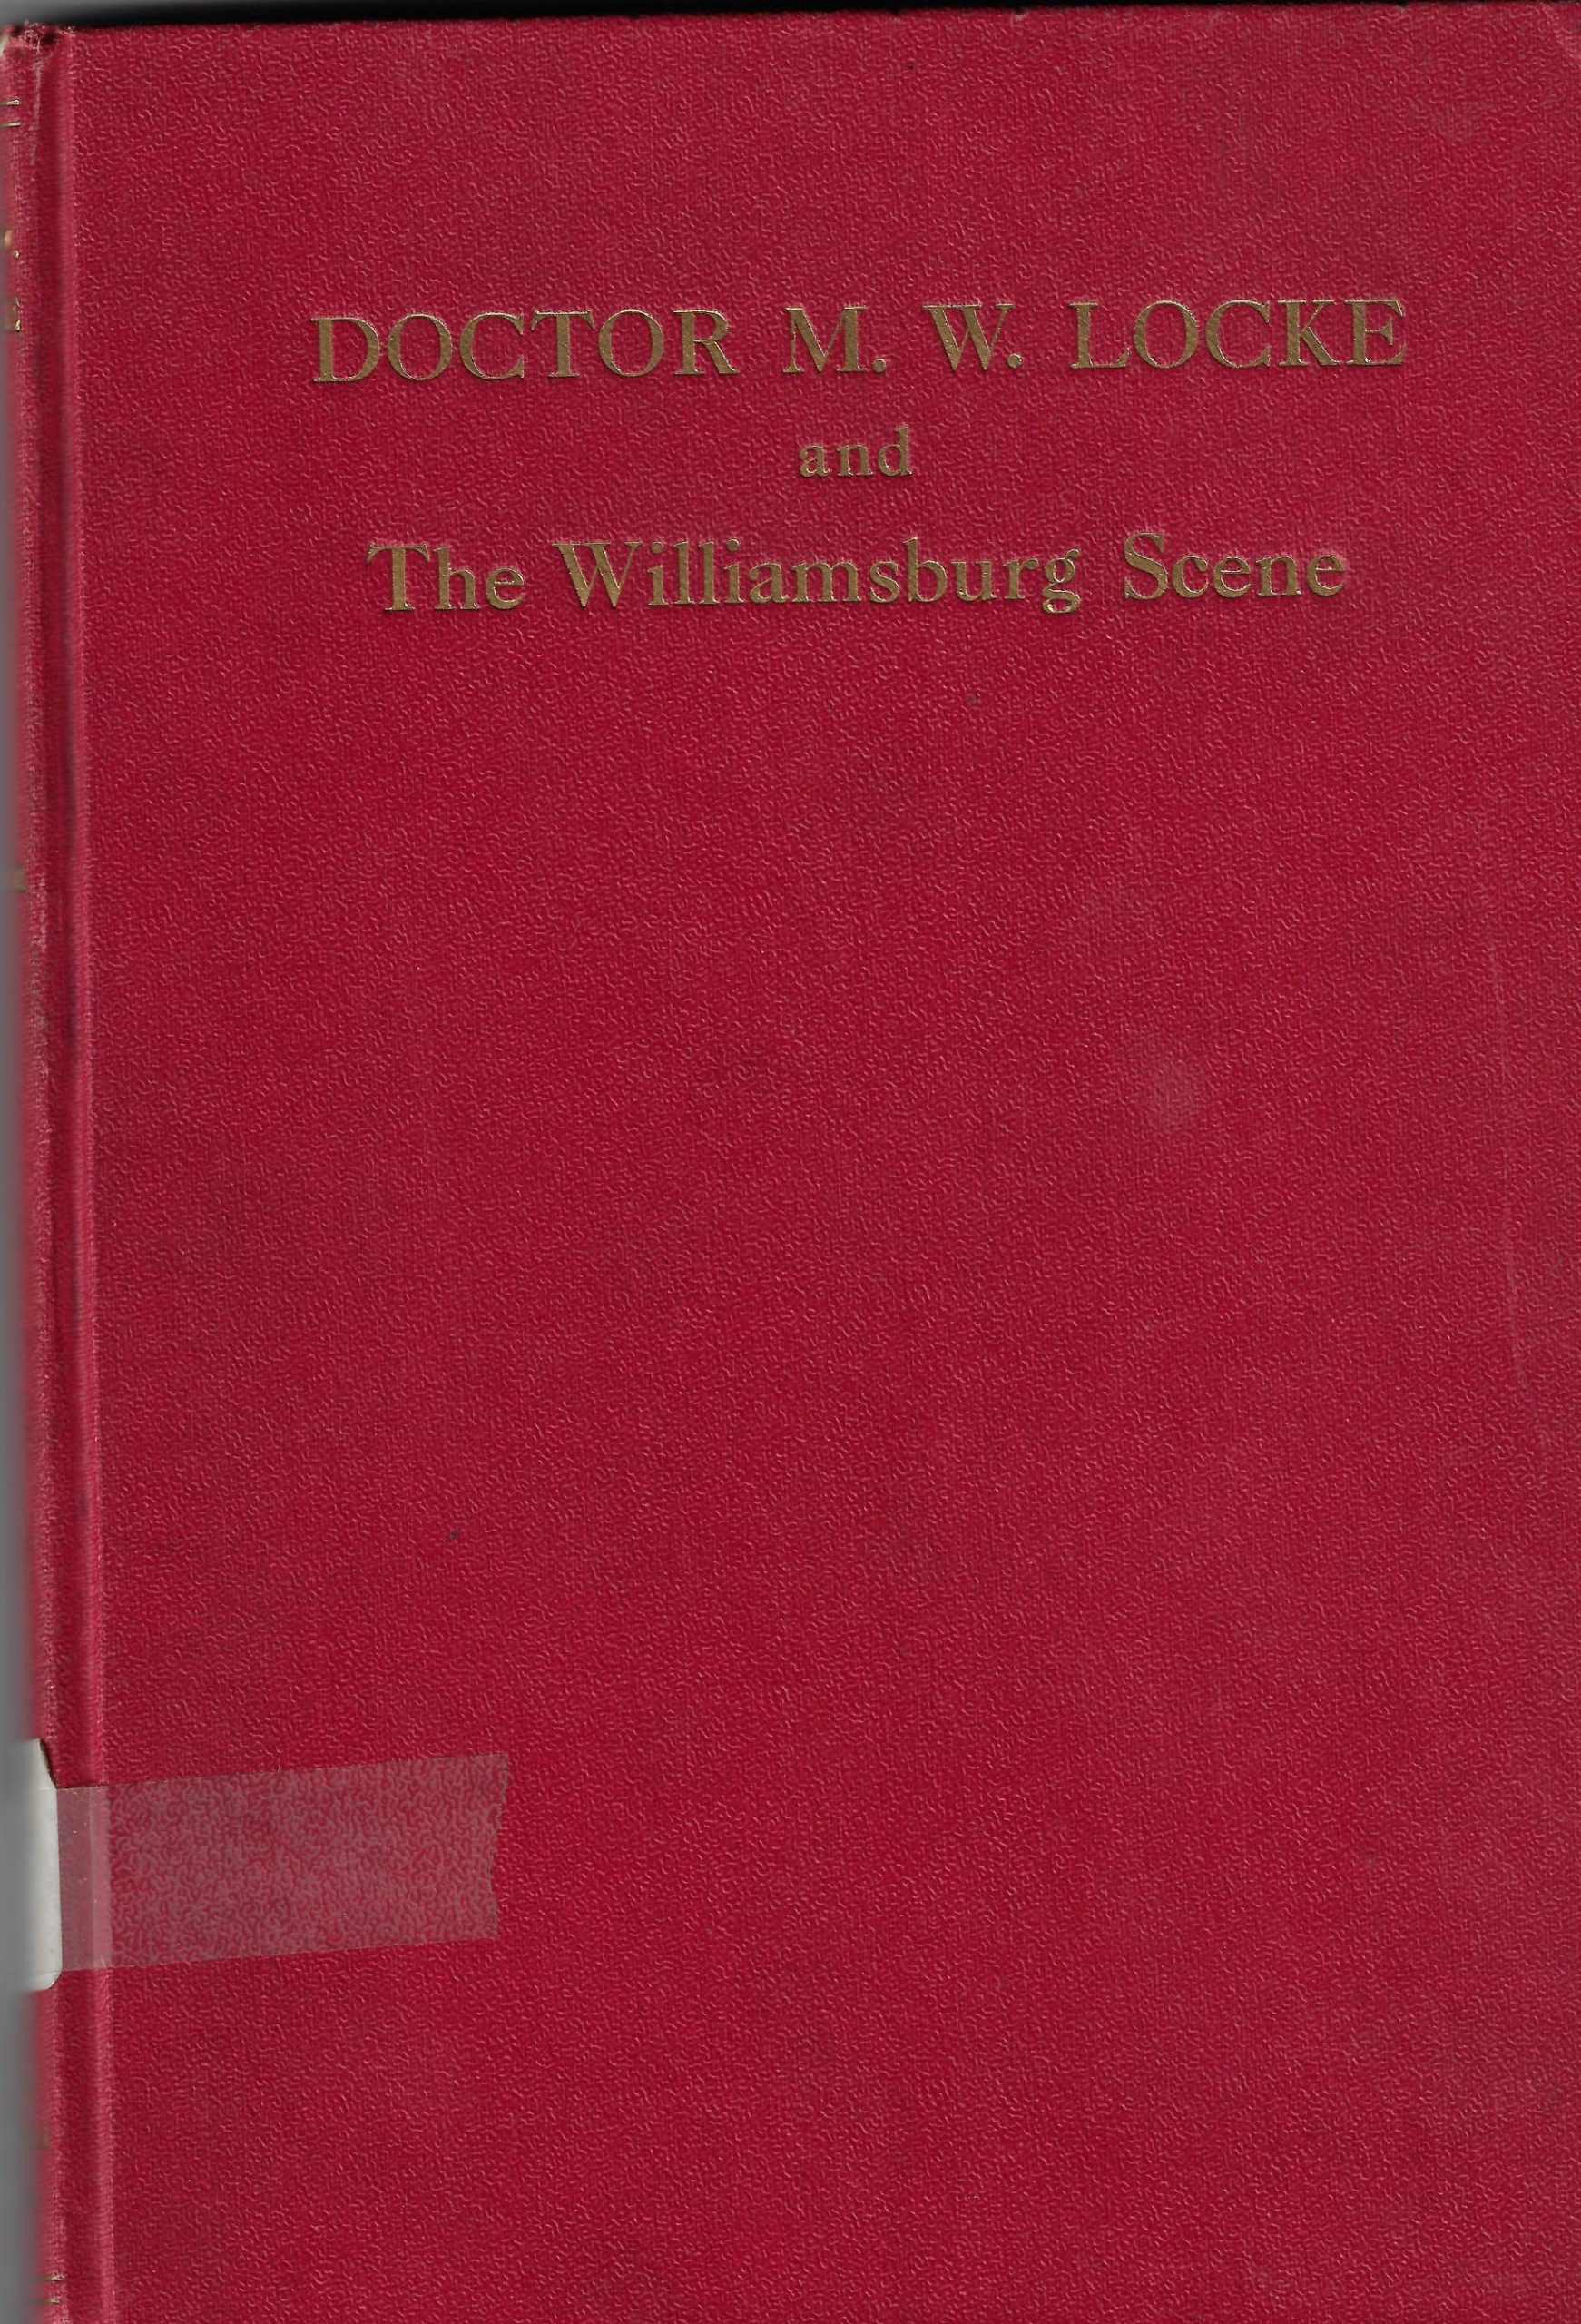 DOCTOR M. W. LOCKE
and
The Williamsburg Scene